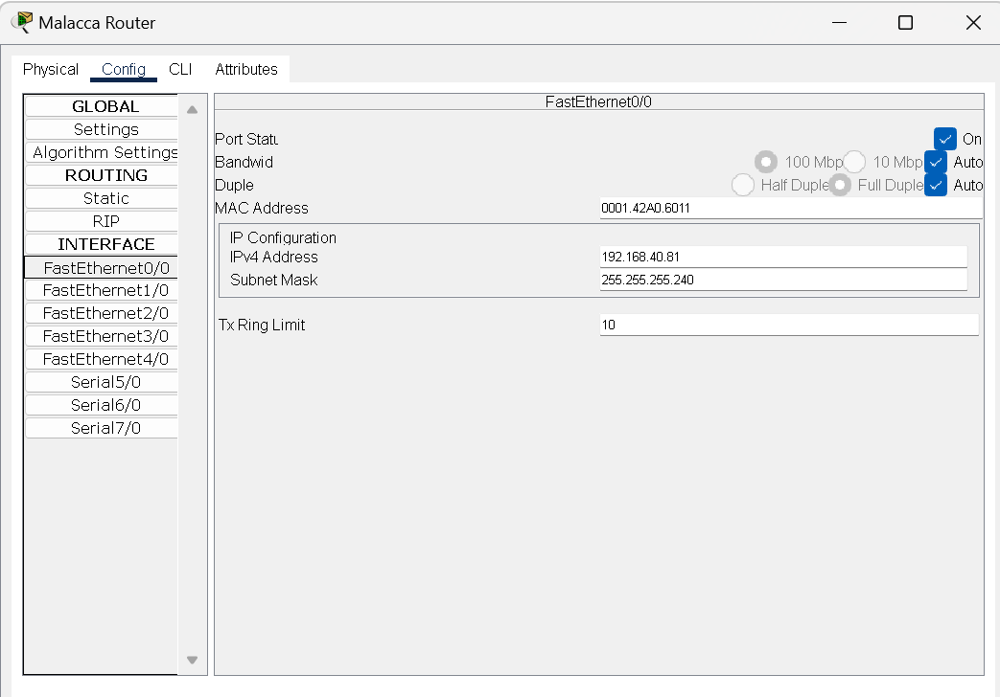 Malacca Router
Physical Config CLI Attributes
GLOBAL
Settings
Algorithm Settings
ROUTING
Static
RIP
INTERFACE
FastEthernet0/0
FastEthernet1/0
FastEthernet2/0
FastEthernet3/0
FastEthernet4/0
Serial5/0
Serial6/0
Serial7/0
FastEthernet0/0
Port Statu On
Bandwid 100 Mbp 10 Mbp Auto
Duple Half Duple Full Duple Auto
MAC Address 0001.42A0.6011
IP Configuration
IPv4 Address 192.168.40.81
Subnet Mask 255.255.255.240
Tx Ring Limit 10